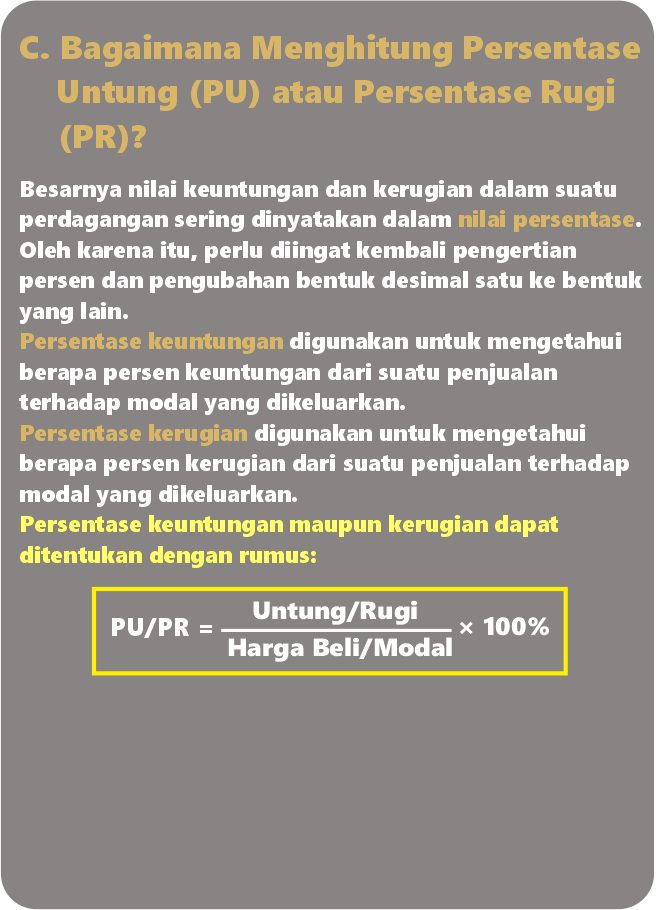 C. Bagaimana Menghitung Persentase
Untung (PU) atau Persentase Rugi
(PR)?
Besarnya nilai keuntungan dan kerugian dalam suatu
perdagangan sering dinyatakan dalam nilai persentase.
Oleh karena itu, perlu diingat kembali pengertian
persen dan pengubahan bentuk desimal satu ke bentuk
yang lain.
Persentase keuntungan digunakan untuk mengetahui
berapa persen keuntungan dari suatu penjualan
terhadap modal yang dikeluarkan.
Persentase kerugian digunakan untuk mengetahui
berapa persen kerugian dari suatu penjualan terhadap
modal yang dikeluarkan.
Persentase keuntungan maupun kerugian dapat
ditentukan dengan rumus:
Untung/Rugi
PU/PR = × 100%
Harga Beli/Modal